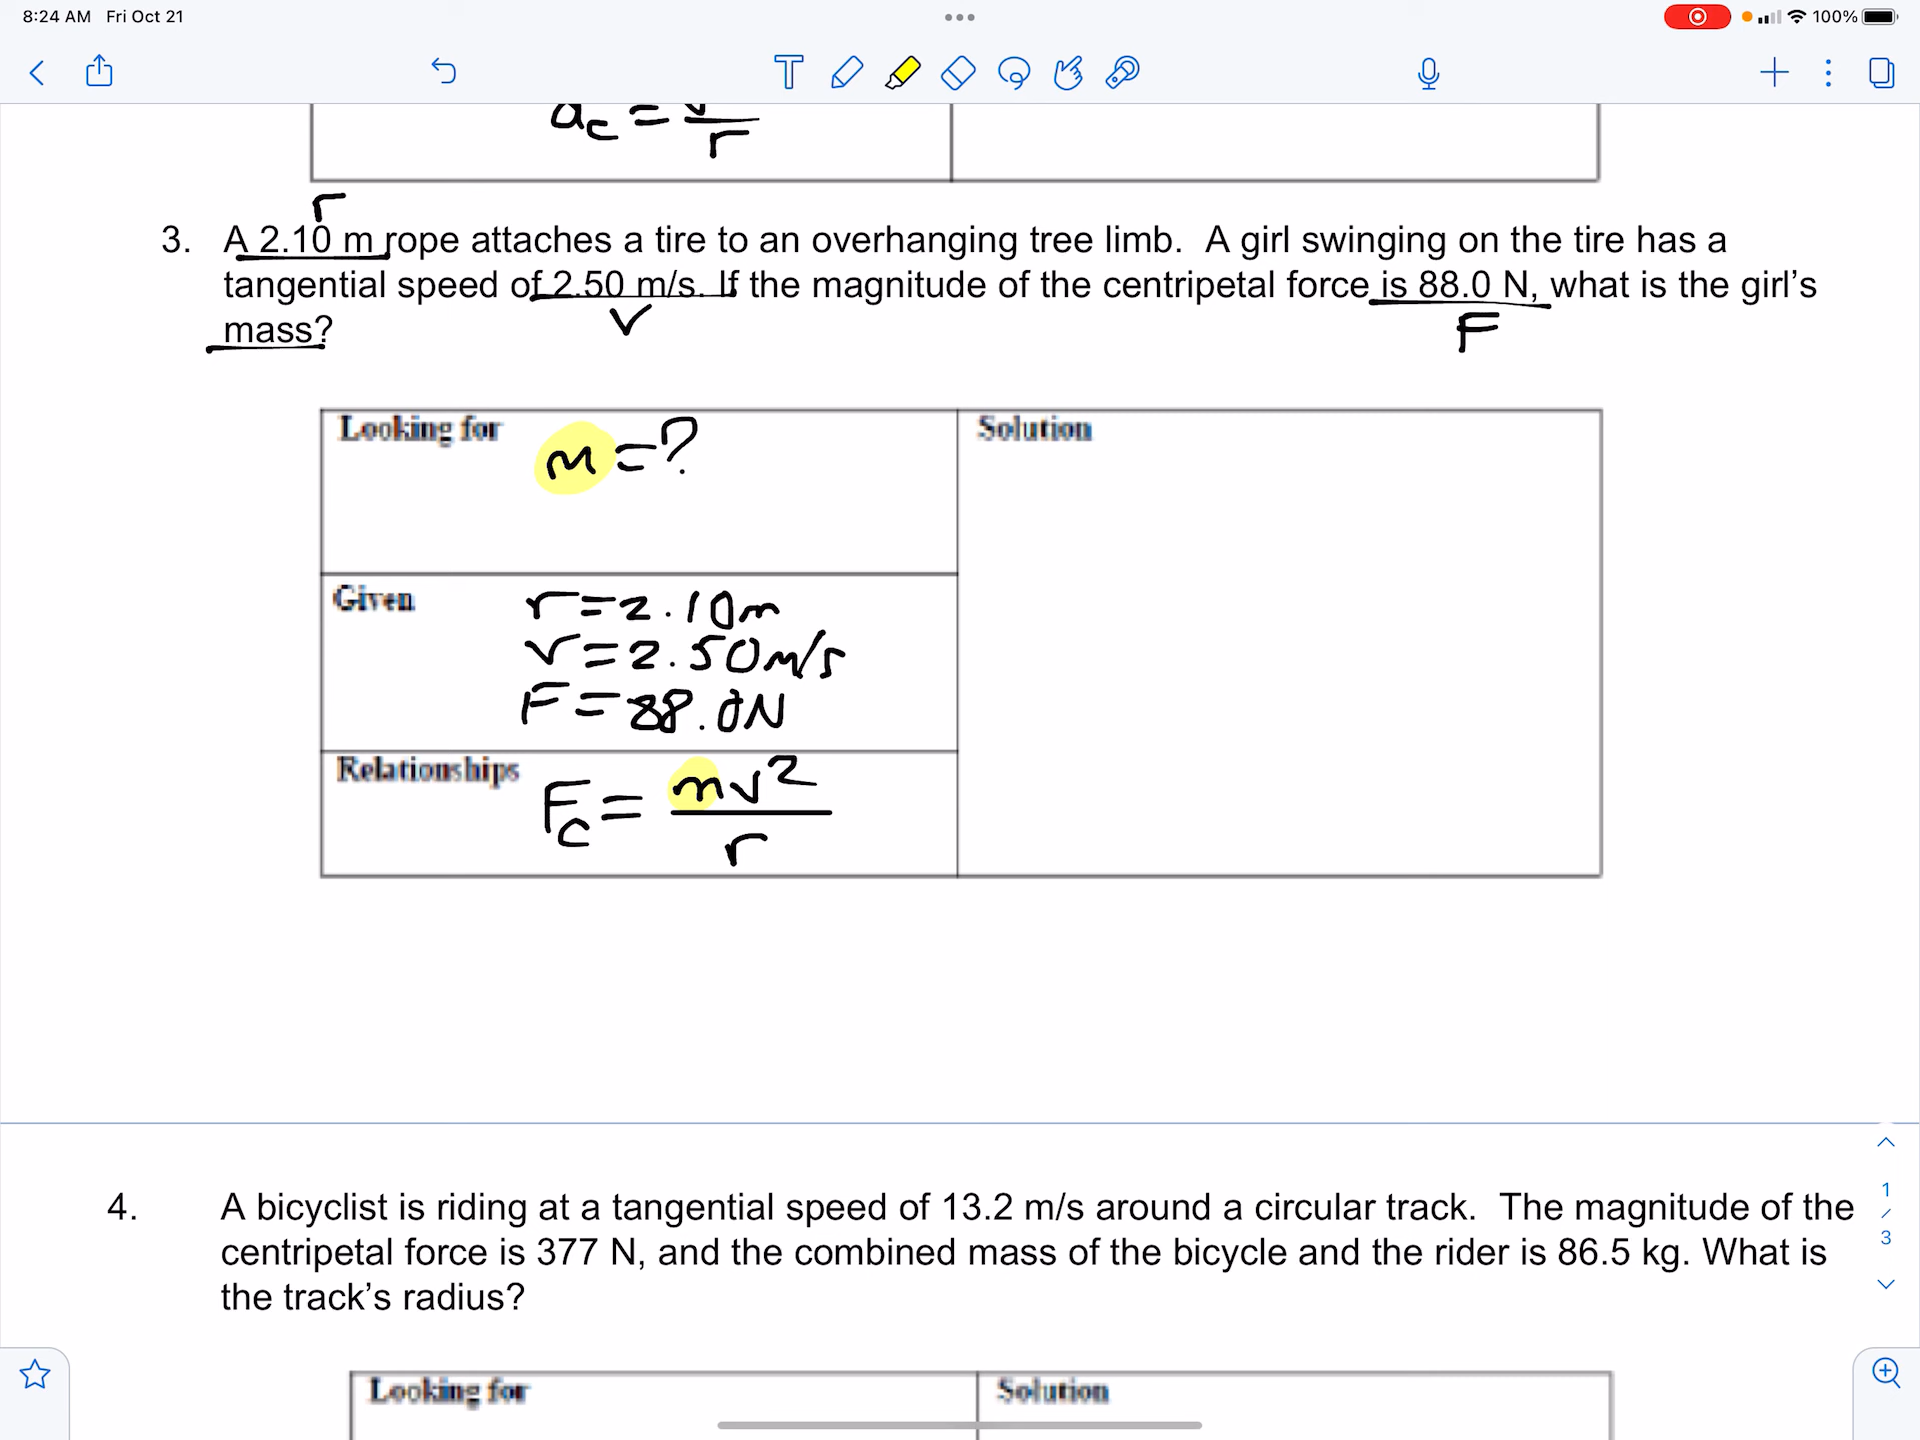 8:24 AM Fri Oct 21
100%
T
a_c = v
r
r
3. A 2.10 m rope attaches a tire to an overhanging tree limb. A girl swinging on the tire has a
tangential speed of 2.50 m/s. If the magnitude of the centripetal force is 88.0 N, what is the girl's
v
mass?
F
Looking for
m = ?
Solution
Given
r = 2.10m
v = 2.50m/s
F = 88.0N
Relationships
F_c = mv²
r
1
/
3
4. A bicyclist is riding at a tangential speed of 13.2 m/s around a circular track. The magnitude of the
centripetal force is 377 N, and the combined mass of the bicycle and the rider is 86.5 kg. What is
the track's radius?
Looking for
Solution